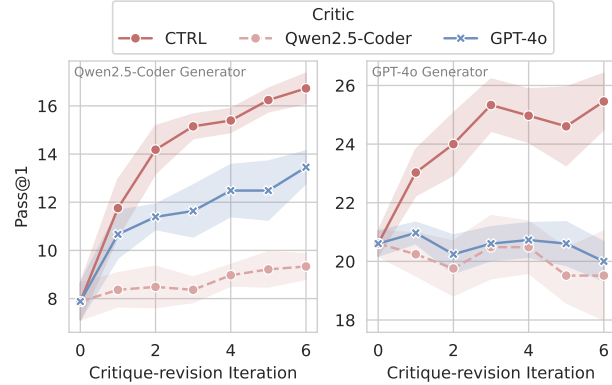 Critic
CTRL Qwen2.5-Coder GPT-4o
Qwen2.5-Coder Generator
Pass@1
16
14
12
10
8
0 2 4 6
Critique-revision Iteration
GPT-4o Generator
26
24
22
20
18
0 2 4 6
Critique-revision Iteration